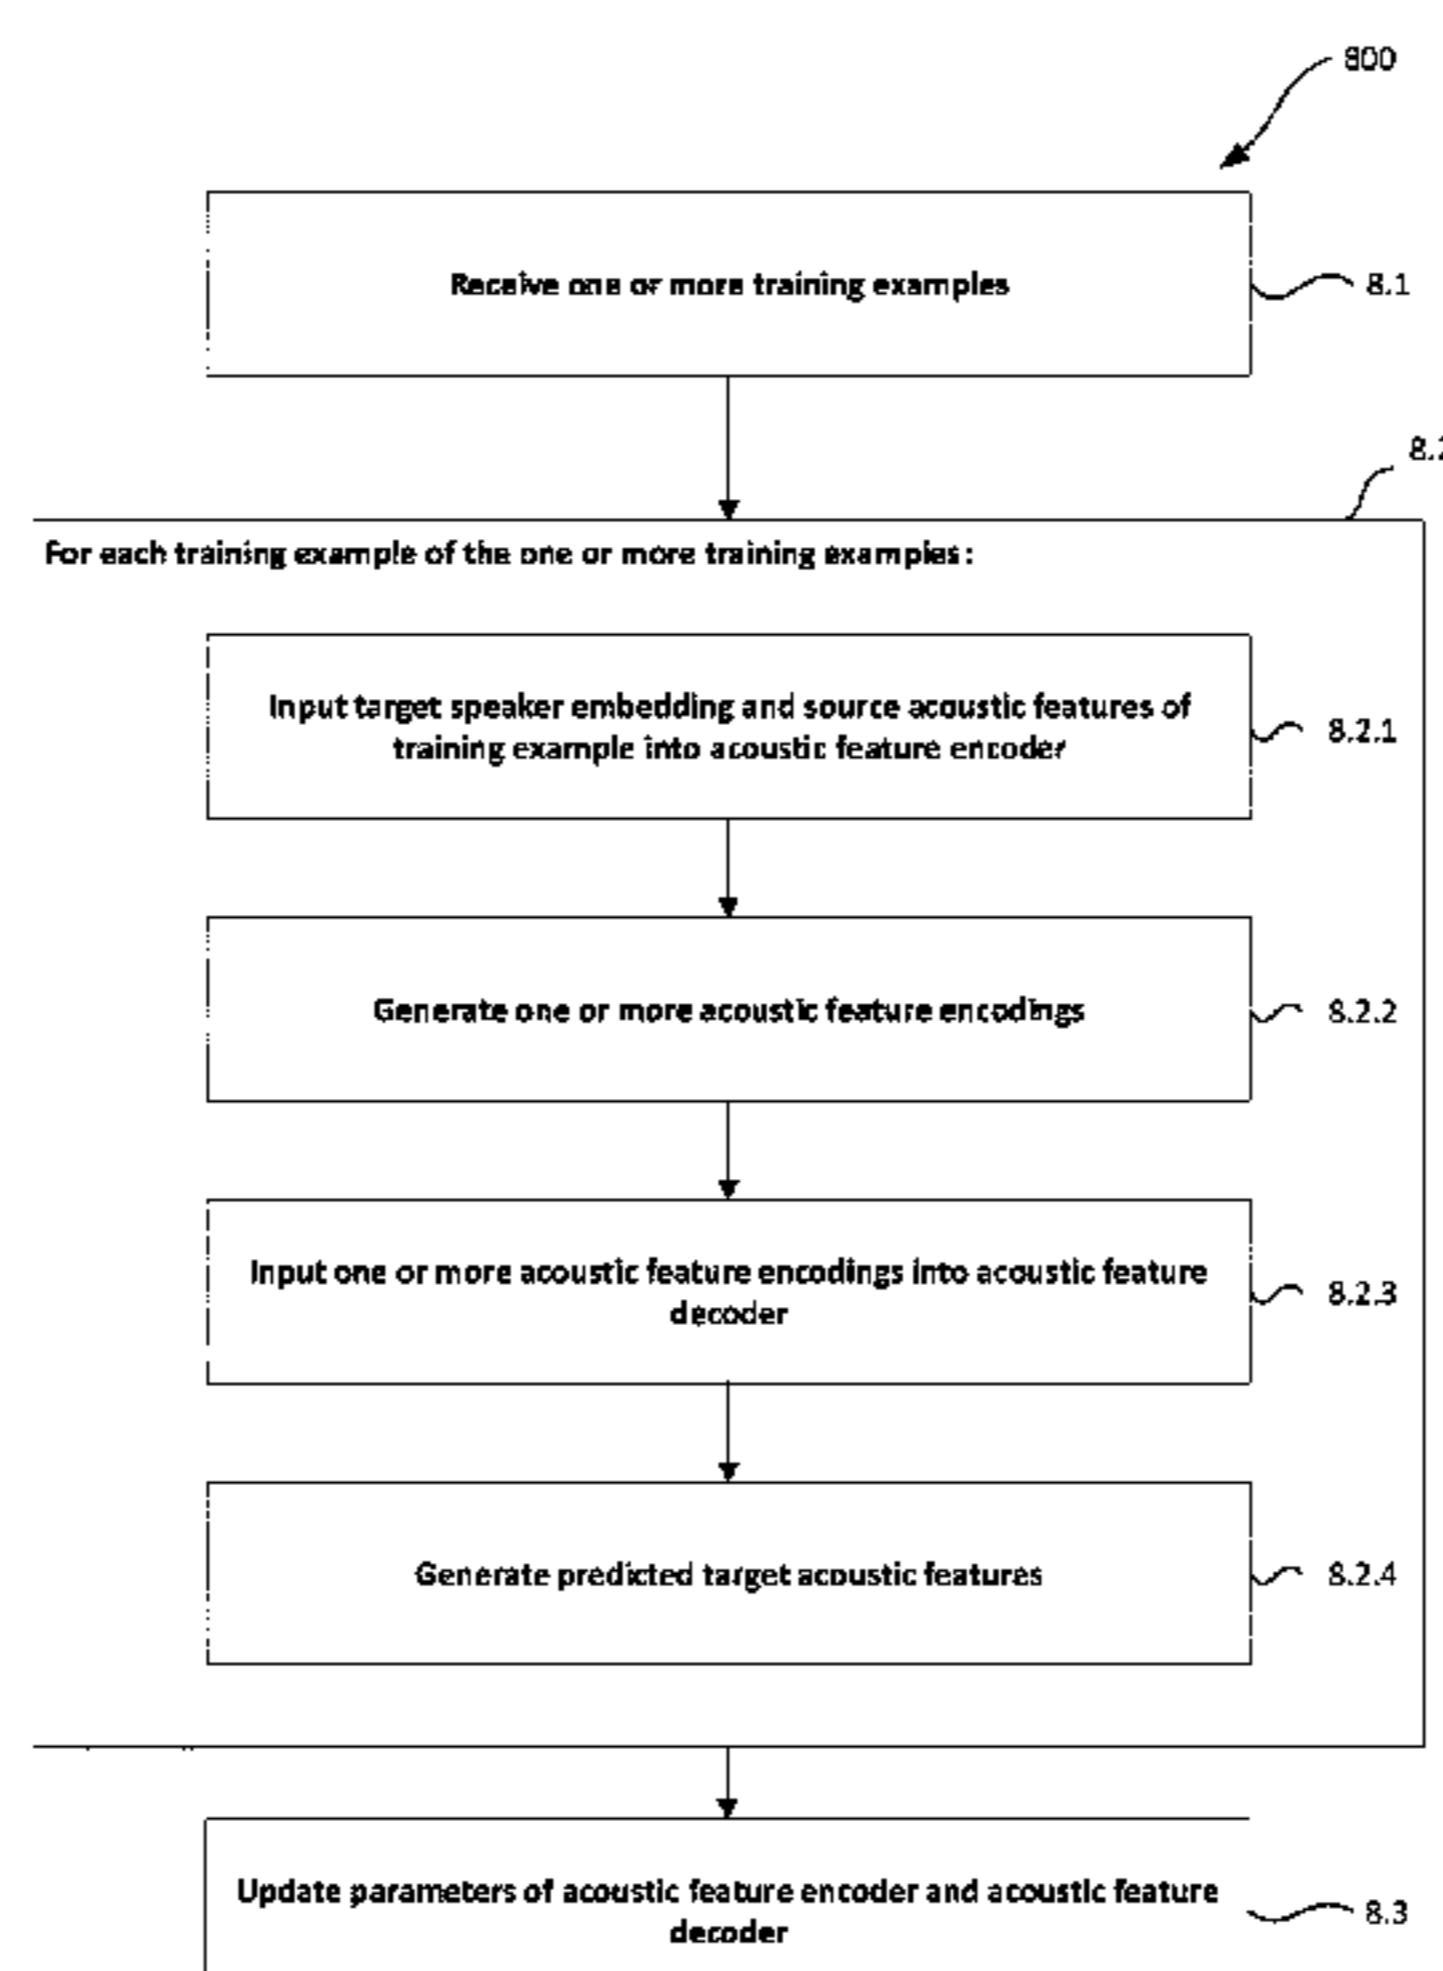 800
Receive one or more training examples
8.1
8.2
For each training example of the one or more training examples:
Input target speaker embedding and source acoustic features of
training example into acoustic feature encoder
8.2.1
Generate one or more acoustic feature encodings
8.2.2
Input one or more acoustic feature encodings into acoustic feature
decoder
8.2.3
Generate predicted target acoustic features
8.2.4
Update parameters of acoustic feature encoder and acoustic feature
decoder
8.3